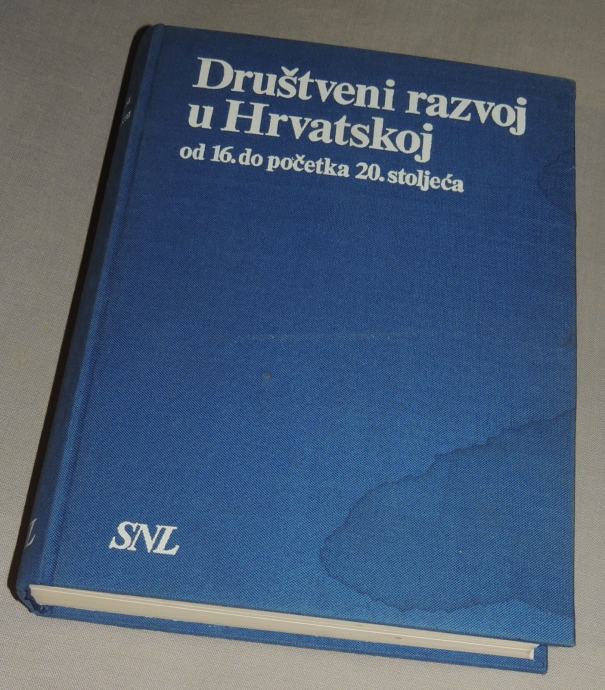 Društveni razvoj
u Hrvatskoj
od 16. do početka 20. stoljeća
SNL